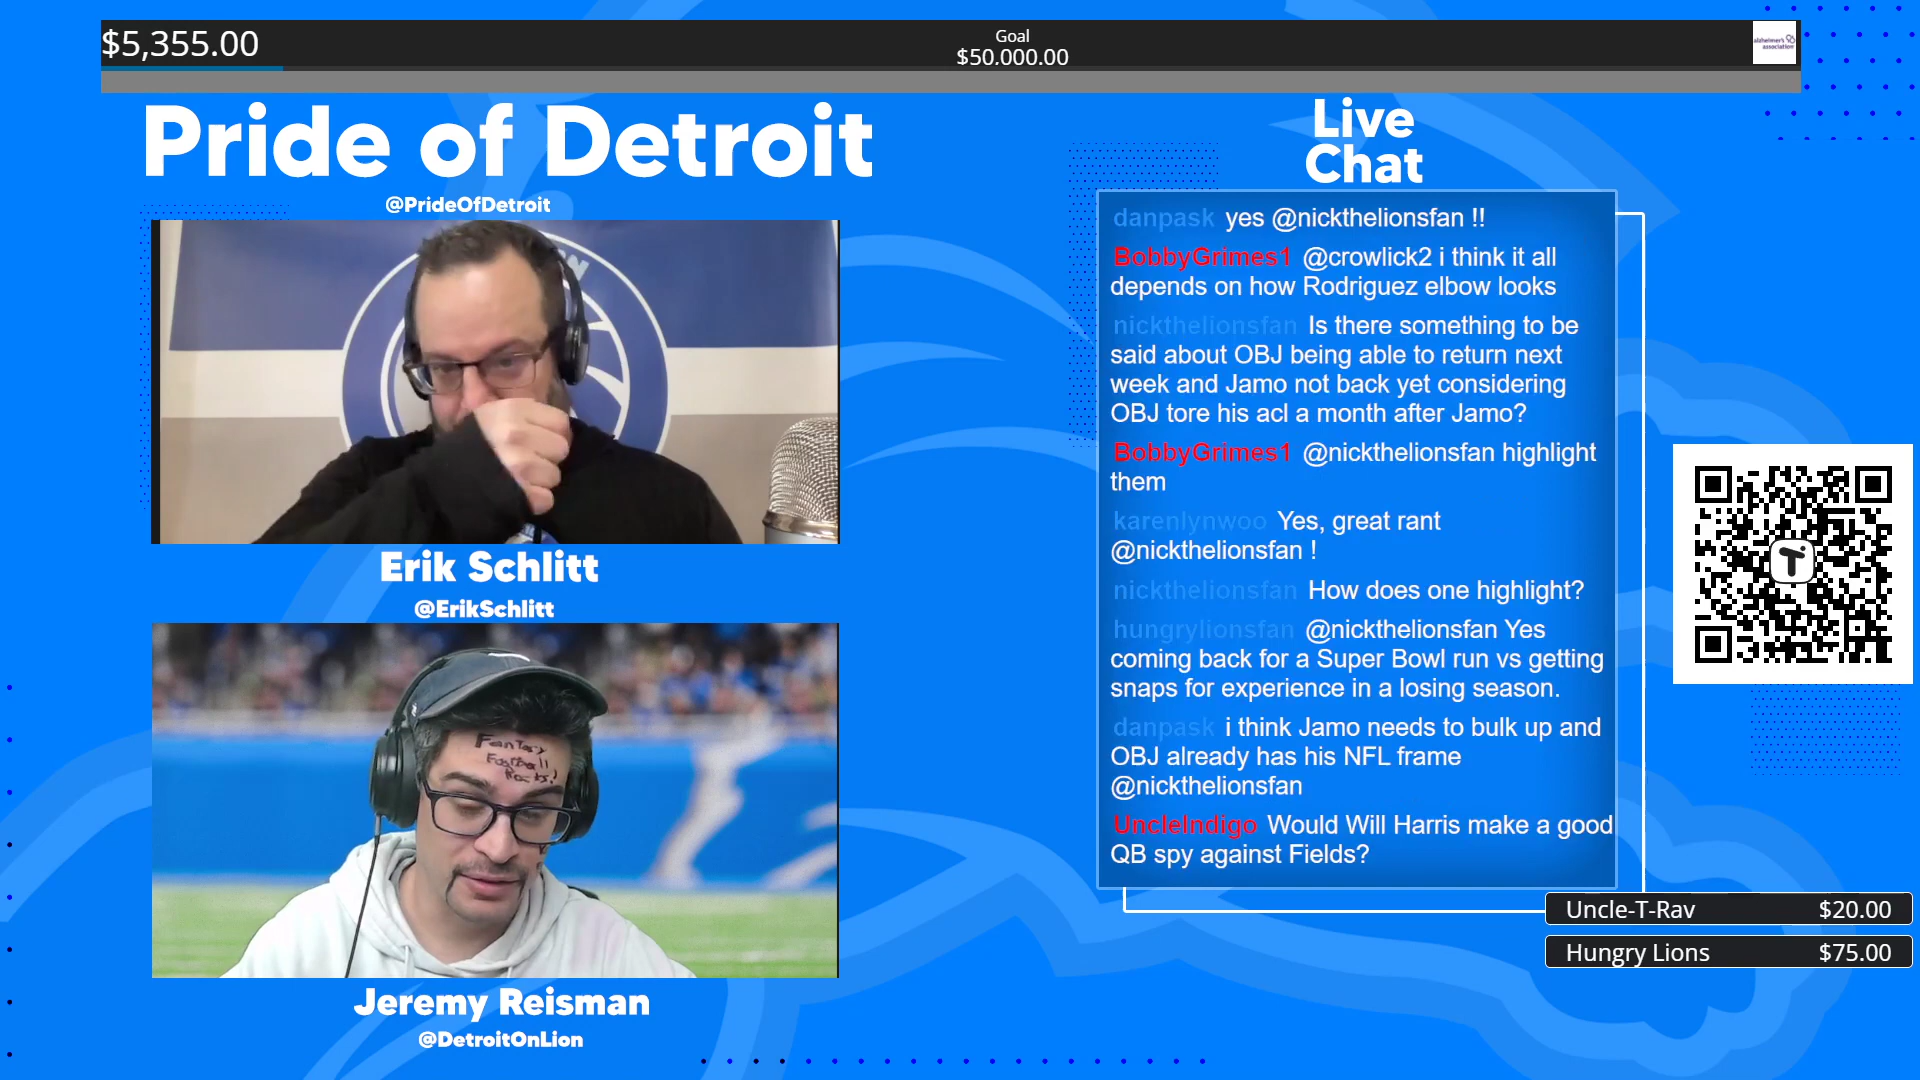 $5,355.00
Goal
$50,000.00
alzheimer's
association
Pride of Detroit
@PrideOfDetroit
Erik Schlitt
@ErikSchlitt
Fantasy
Football
Jeremy Reisman
@DetroitOnLion
Live
Chat
danpask yes @nickthelionsfan !!
BobbyGrimes1 @crowlick2 i think it all
depends on how Rodriguez elbow looks
nickthelionsfan Is there something to be
said about OBJ being able to return next
week and Jamo not back yet considering
OBJ tore his acl a month after Jamo?
BobbyGrimes1 @nickthelionsfan highlight
them
karenlynwoo Yes, great rant
@nickthelionsfan !
nickthelionsfan How does one highlight?
hungrylionsfan @nickthelionsfan Yes
coming back for a Super Bowl run vs getting
snaps for experience in a losing season.
danpask i think Jamo needs to bulk up and
OBJ already has his NFL frame
@nickthelionsfan
UncleIndigo Would Will Harris make a good
QB spy against Fields?
Uncle-T-Rav $20.00
Hungry Lions $75.00